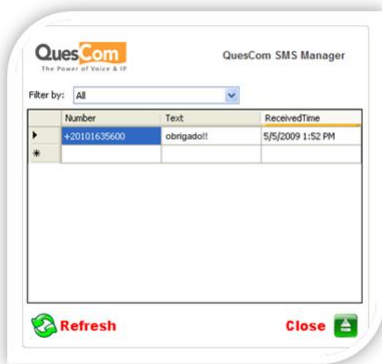 QuesCom
The Power of Voice & IP
QuesCom SMS Manager
Filter by: All
Number Text ReceivedTime
+20101635600 obrigado!! 5/5/2009 1:52 PM
Refresh Close